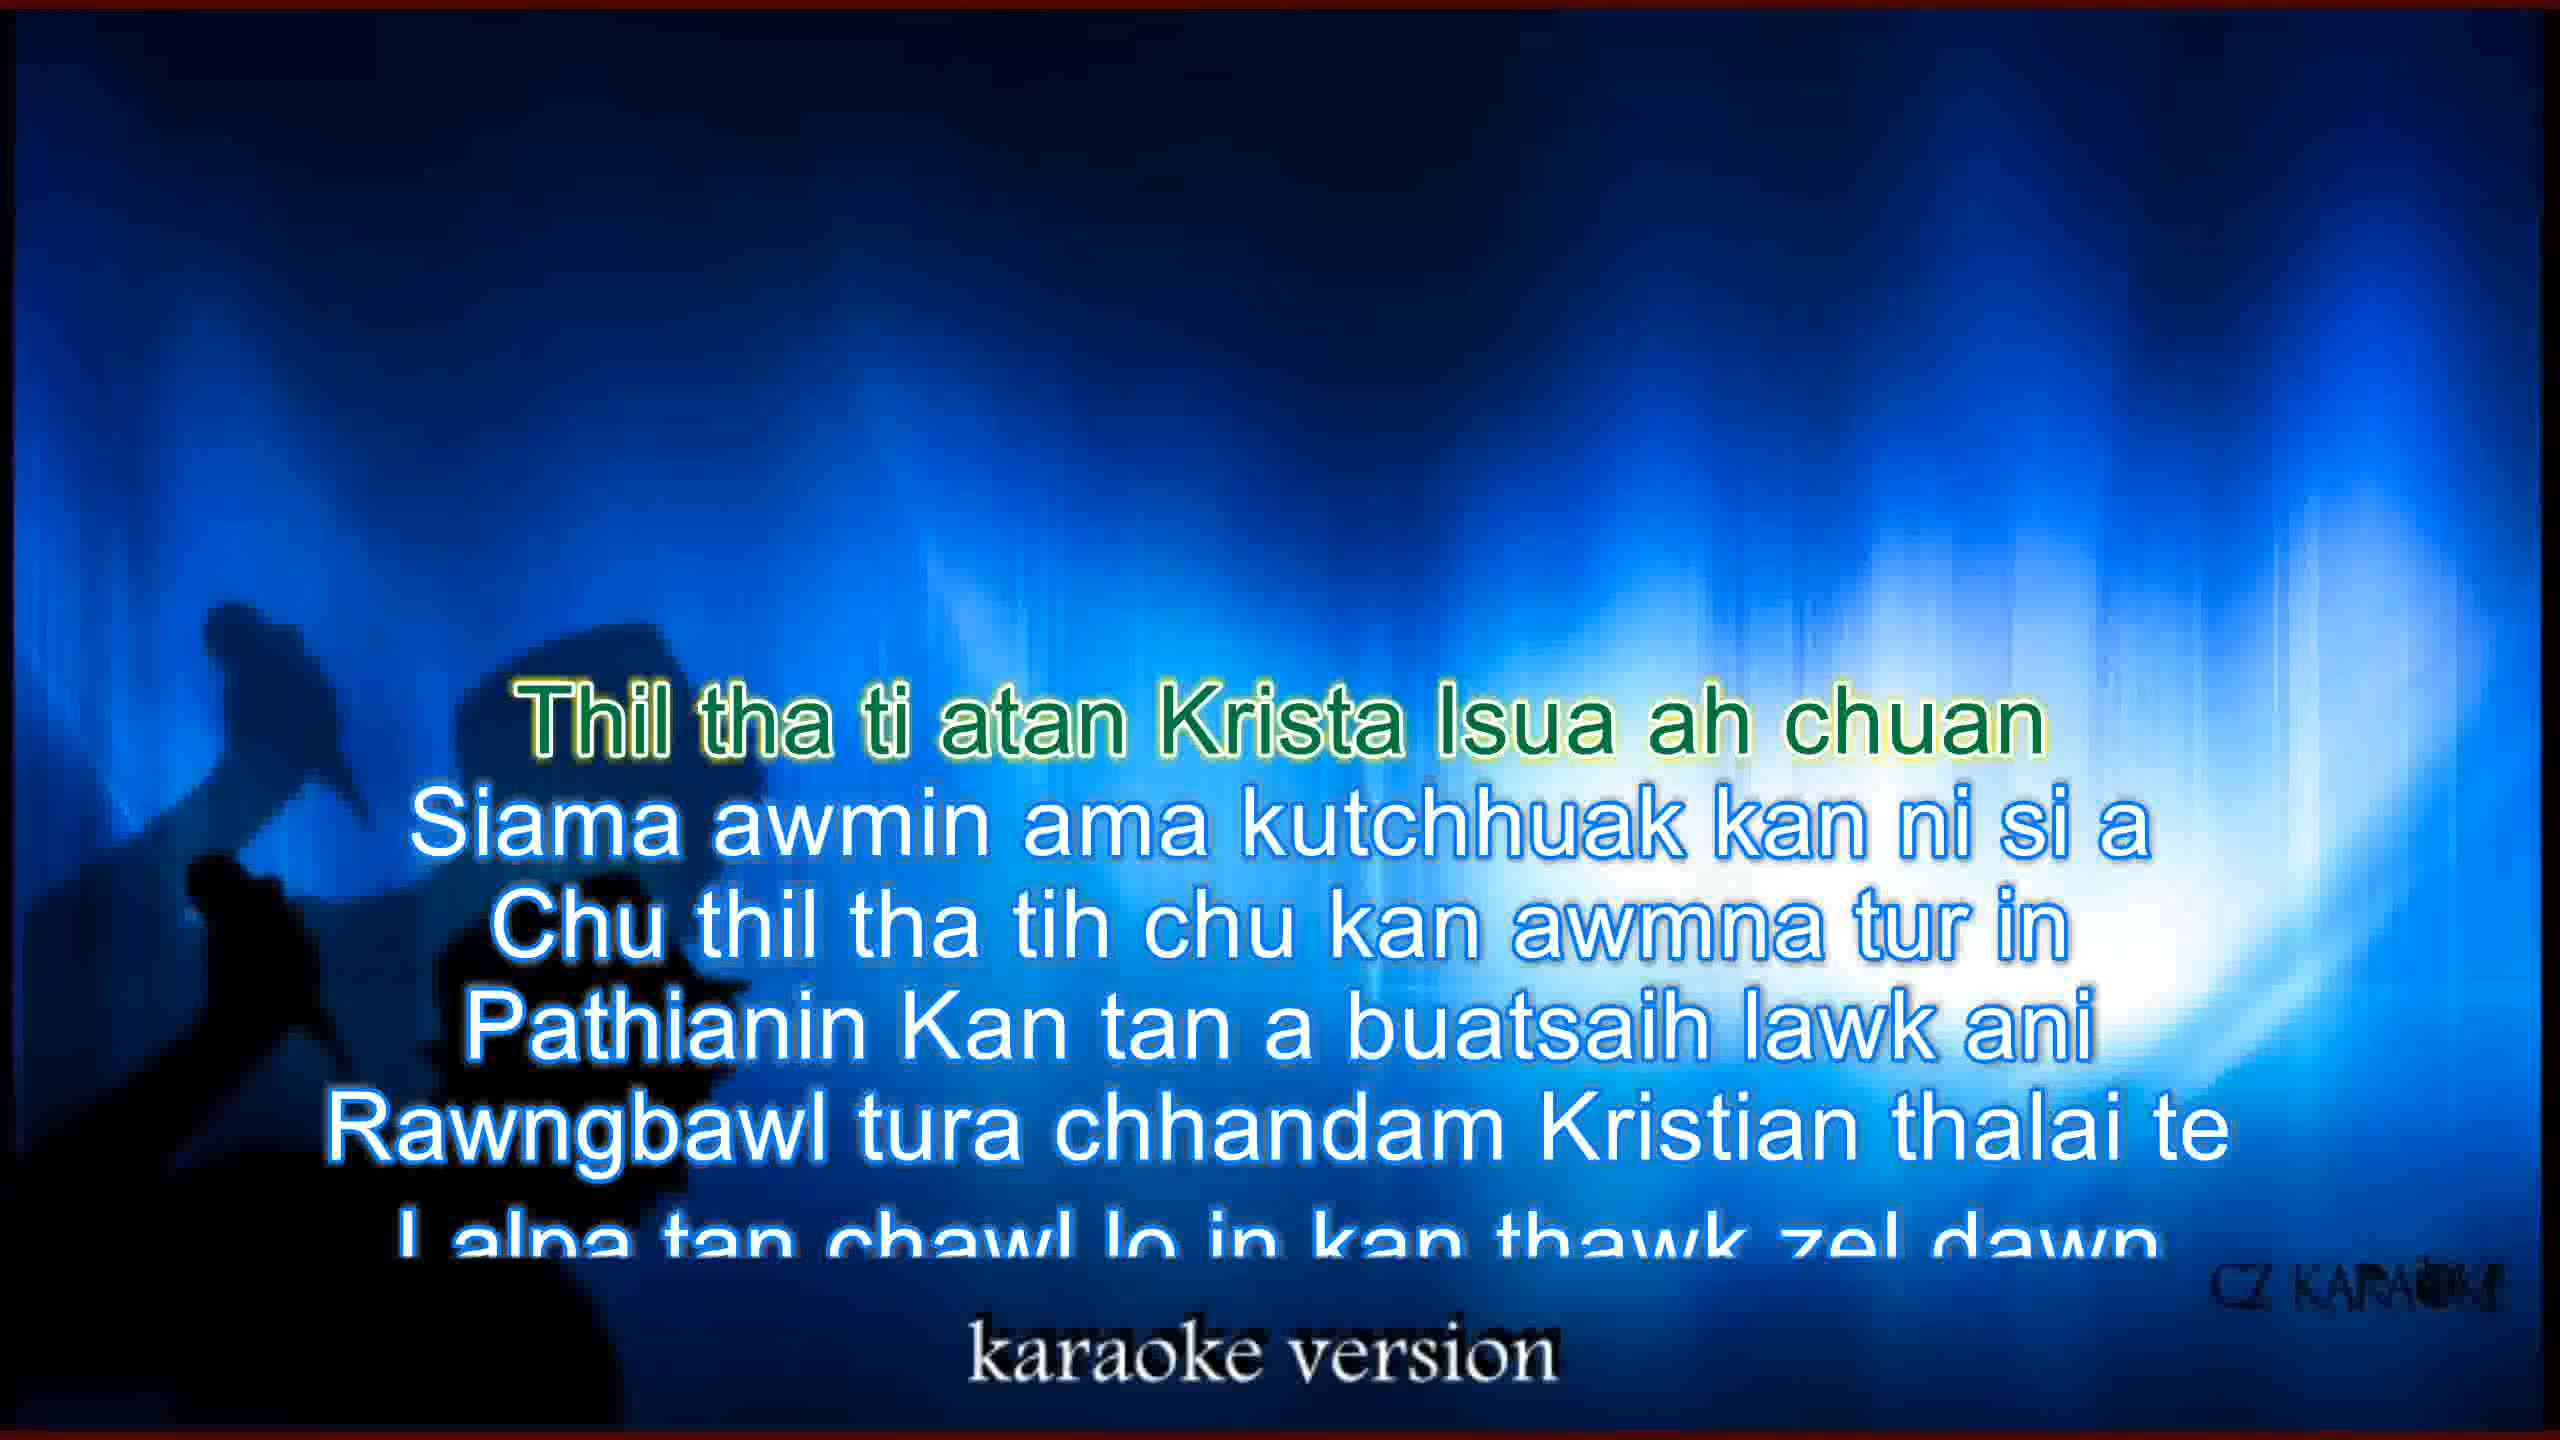 Thil tha ti atan Krista Isua ah chuan
Siama awmin ama kutchhuak kan ni si a
Chu thil tha tih chu kan awmna tur in
Pathianin Kan tan a buatsaih lawk ani
Rawngbawl tura chhandam Kristian thalai te
Lalpa tan chawl lo in kan thawk zel dawn
CZ KARAOKE
karaoke version